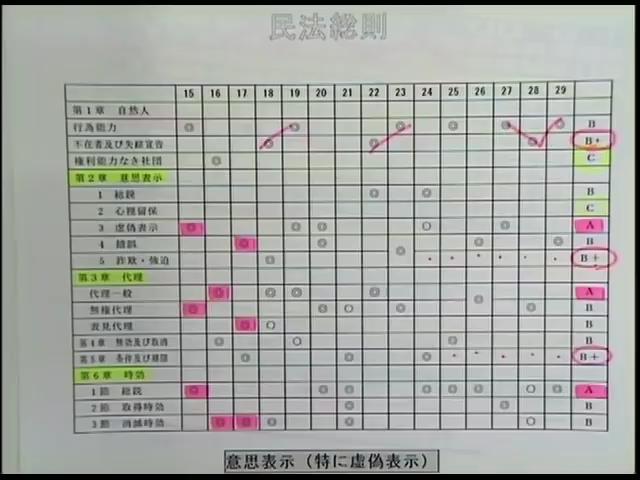 民法総則
15 16 17 18 19 20 21 22 23 24 25 26 27 28 29
第1章 自然人
行為能力 ◎ ◎ ◎ ◎ ◎ ◎ B
不在者及び失踪宣告 ◎ ◎ ◎ B+
権利能力なき社団 ◎ C
第2章 意思表示
1 総説 ◎ ◎ B
2 心裡留保 C
3 虚偽表示 ◎ ◎ ◎ ○ ◎ A
4 錯誤 ◎ ◎ ◎ ◎ ◎ B
5 詐欺・強迫 ◎ B+
第3章 代理
代理一般 ◎ ◎ ◎ ◎ A
無権代理 ◎ ◎ ○ ◎ ◎ ◎ B
表見代理 ◎ ○ B
第4章 無効及び取消 ◎ ○ ◎ B
第5章 条件及び期限 ◎ ◎ ◎ B+
第6章 時効
1節 総説 ◎ ◎ ◎ ◎ ◎ ◎ ○ ◎ A
2節 取得時効 ◎ ◎ B
3節 消滅時効 ◎ ◎ ◎ ◎ ○ B
意思表示（特に虚偽表示）